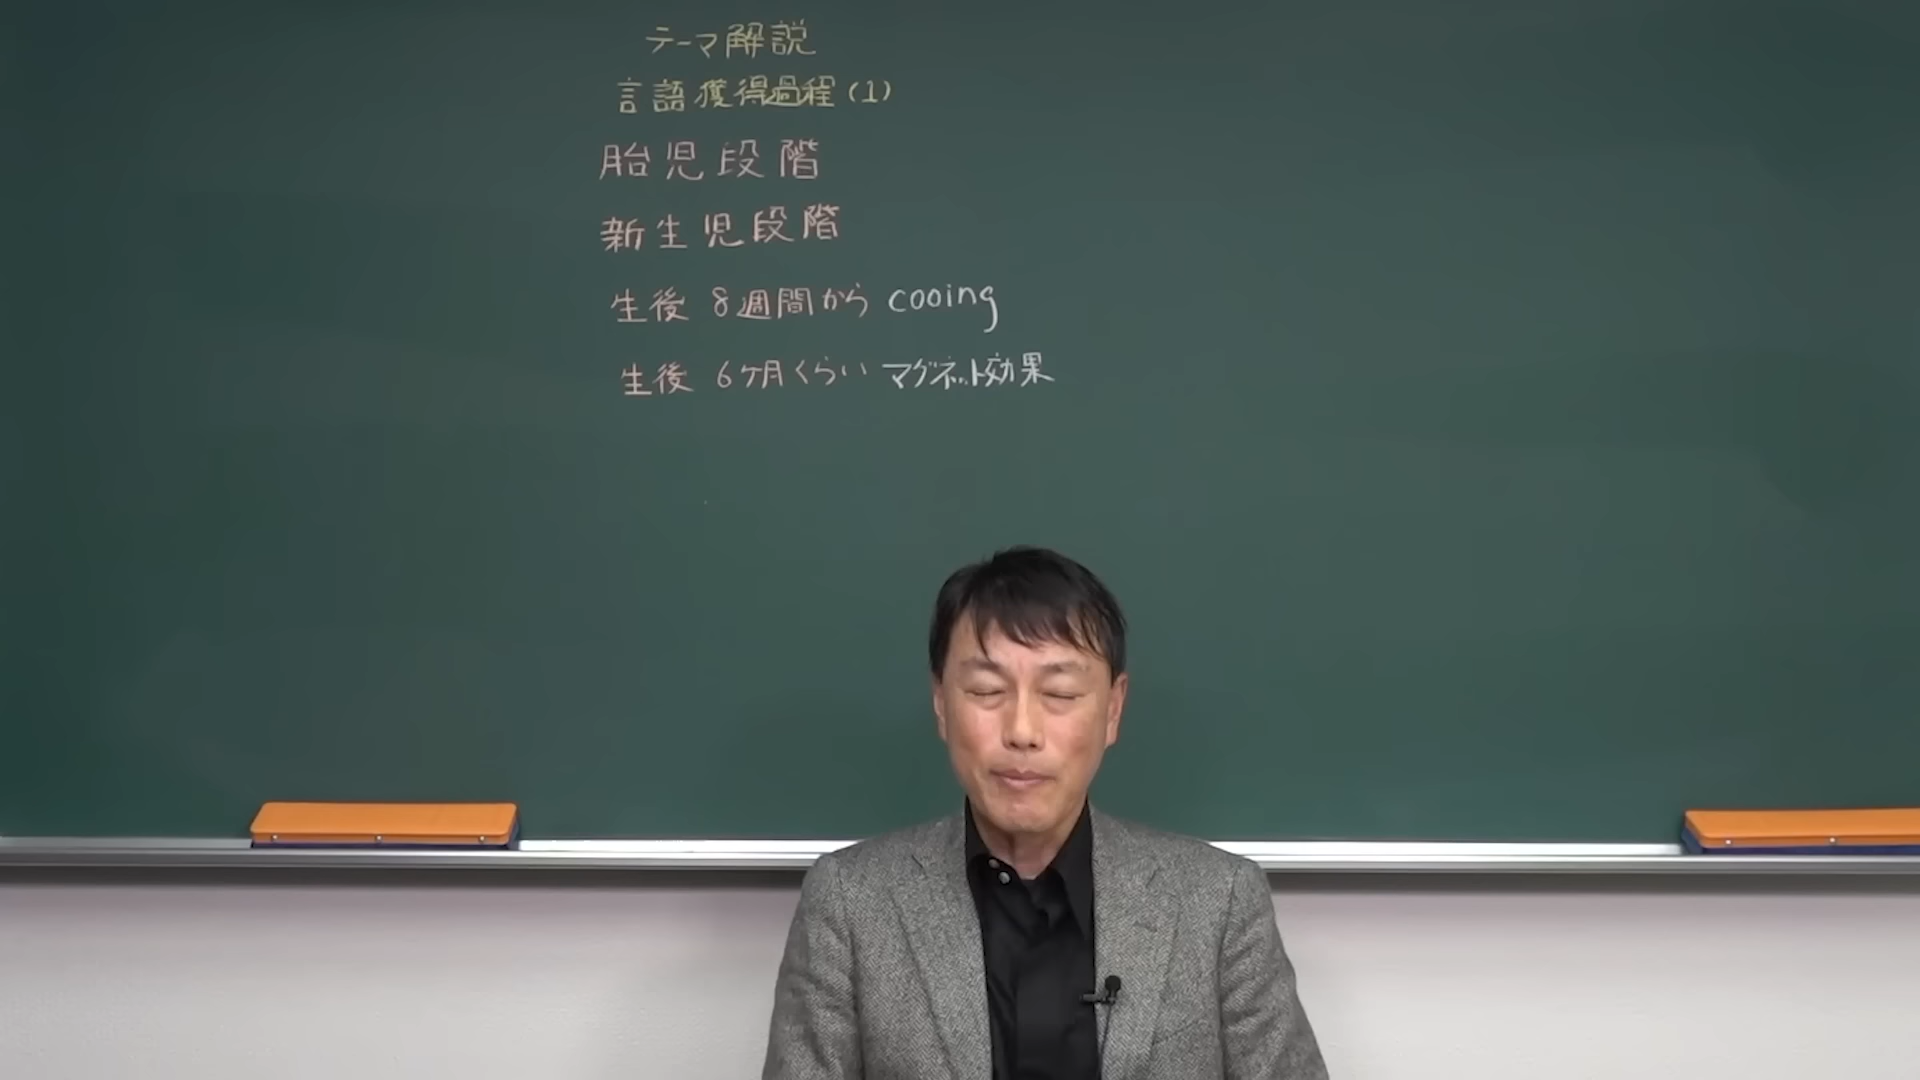 テーマ解説
言語獲得過程(1)
胎児段階
新生児段階
生後 8週間から cooing
生後 6ヶ月くらい マグネット効果